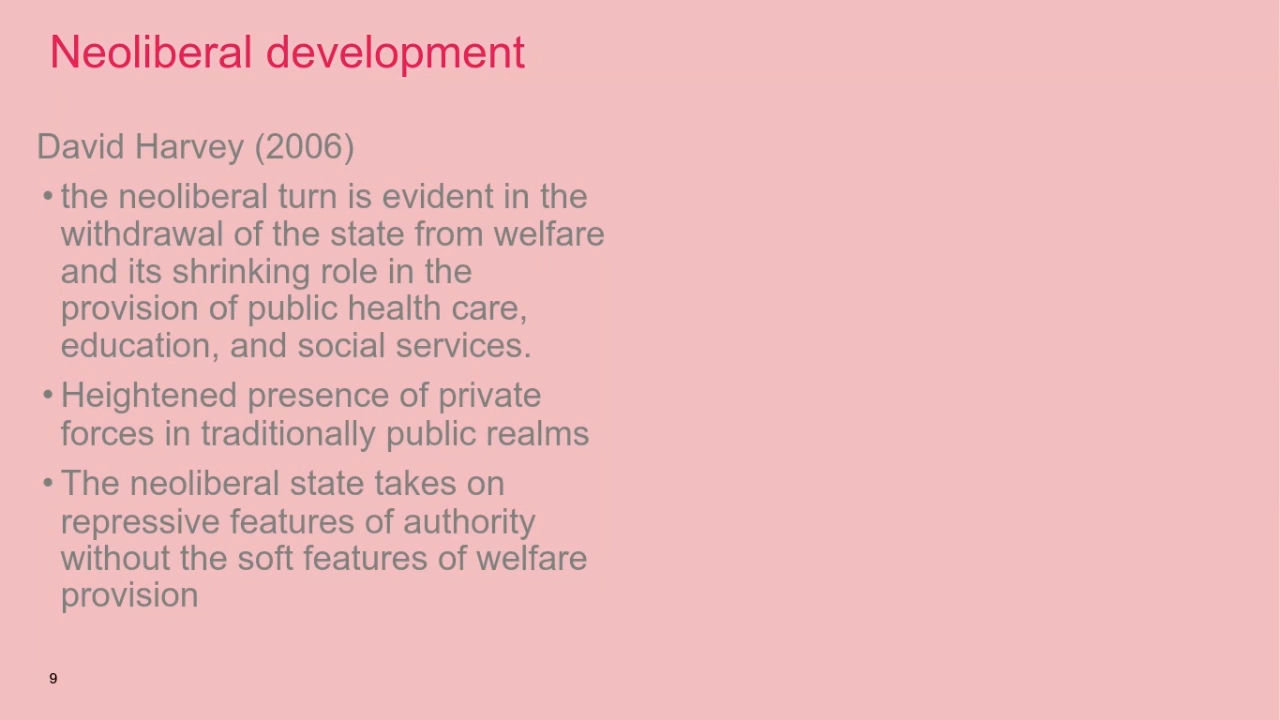 Neoliberal development
David Harvey (2006)
• the neoliberal turn is evident in the
withdrawal of the state from welfare
and its shrinking role in the
provision of public health care,
education, and social services.
• Heightened presence of private
forces in traditionally public realms
• The neoliberal state takes on
repressive features of authority
without the soft features of welfare
provision
9